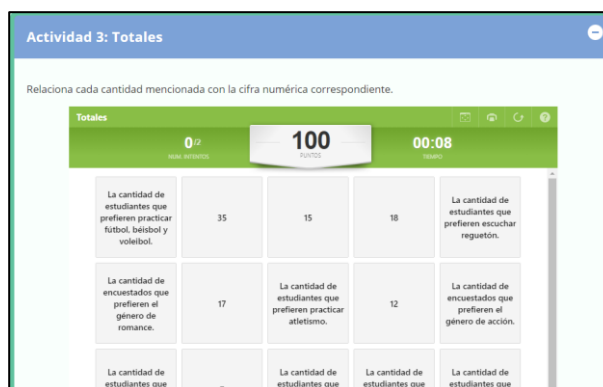 Actividad 3: Totales
Relaciona cada cantidad mencionada con la cifra numérica correspondiente.
Totales
0/2
NUM. INTENTOS
100
PUNTOS
00:08
TIEMPO
La cantidad de
estudiantes que
prefieren practicar
fútbol, béisbol y
voleibol.
35
15
18
La cantidad de
estudiantes que
prefieren escuchar
reguetón.
La cantidad de
encuestados que
prefieren el
género de
romance.
17
La cantidad de
estudiantes que
prefieren practicar
atletismo.
12
La cantidad de
encuestados que
prefieren el
género de acción.
La cantidad de
estudiantes que
La cantidad de
estudiantes que
La cantidad de
estudiantes que
La cantidad de
estudiantes que